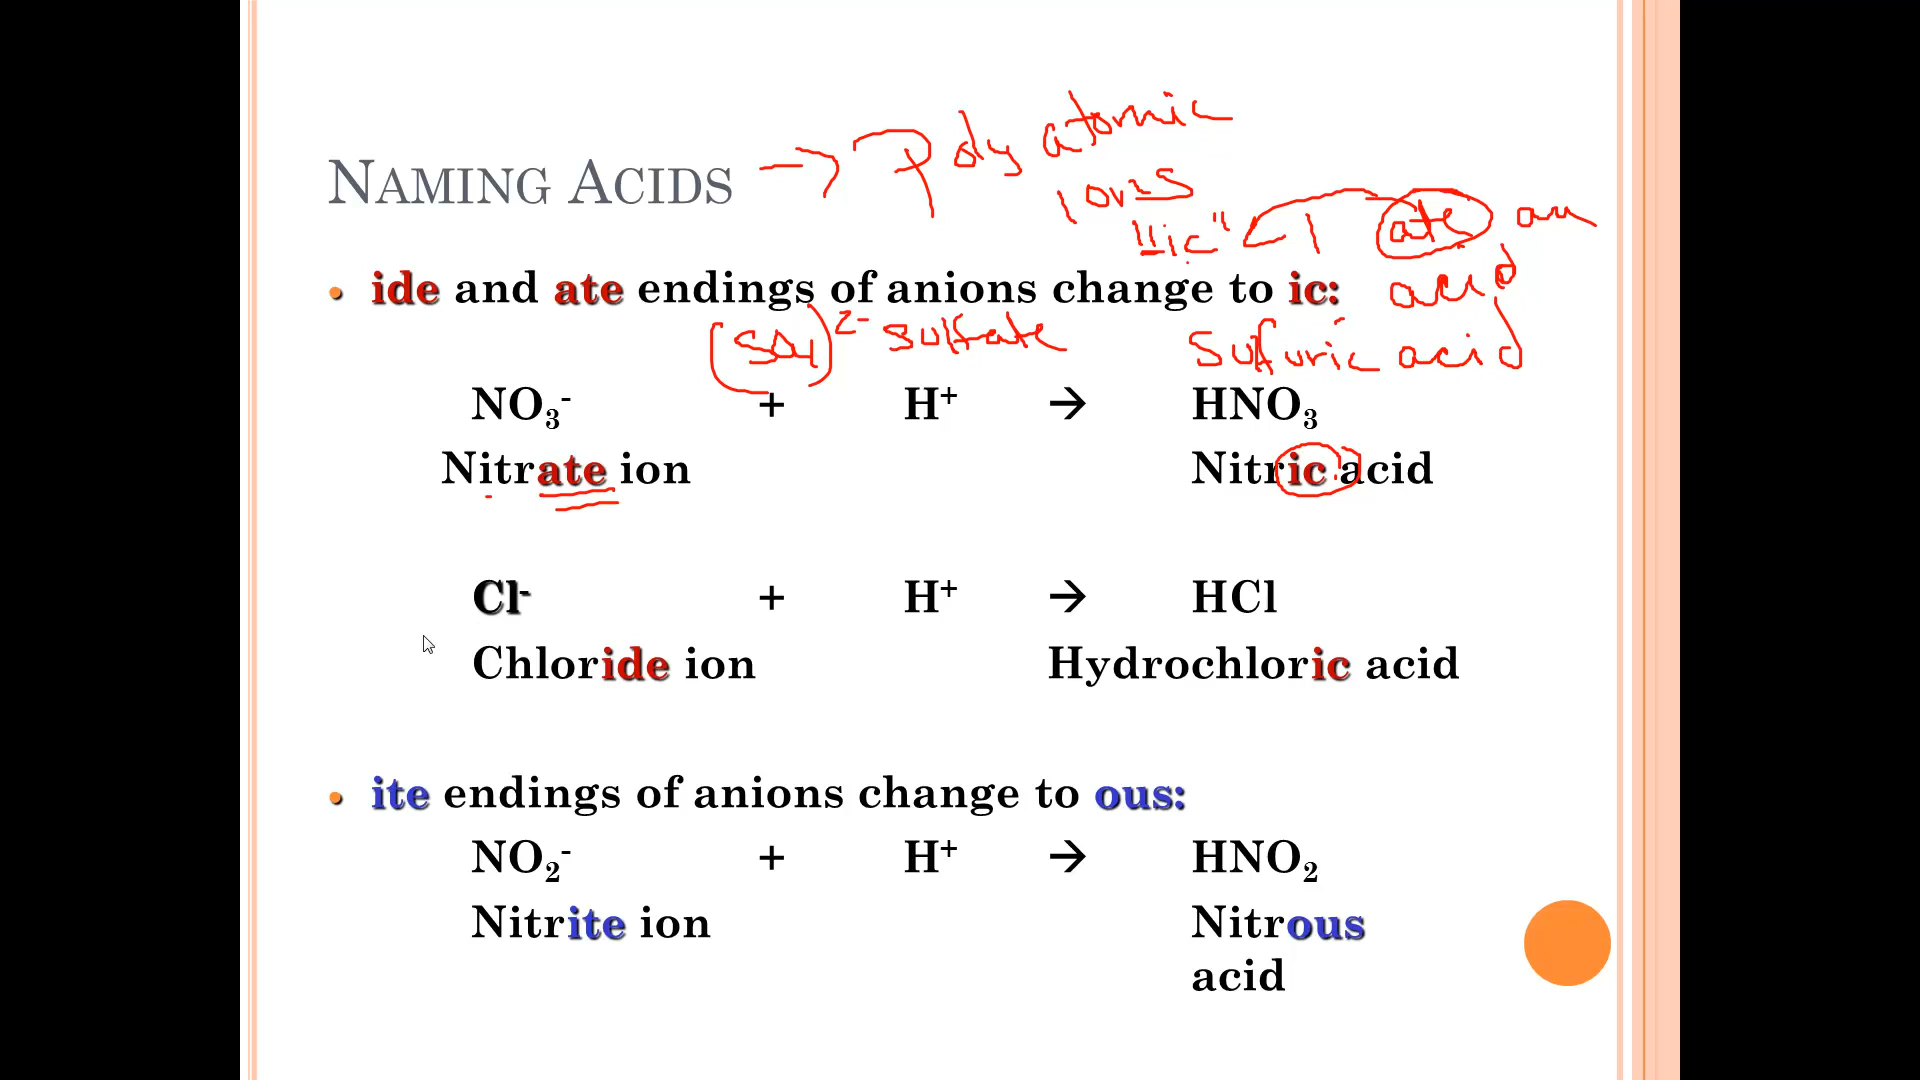 NAMING ACIDS → Polyatomic
ions
"ic" ate an
acid
• ide and ate endings of anions change to ic:
(SO4)²⁻ sulfate sulfuric acid
NO₃⁻ + H⁺ → HNO₃
Nitrate ion Nitric acid
Cl⁻ + H⁺ → HCl
Chloride ion Hydrochloric acid
• ite endings of anions change to ous:
NO₂⁻ + H⁺ → HNO₂
Nitrite ion Nitrous
acid